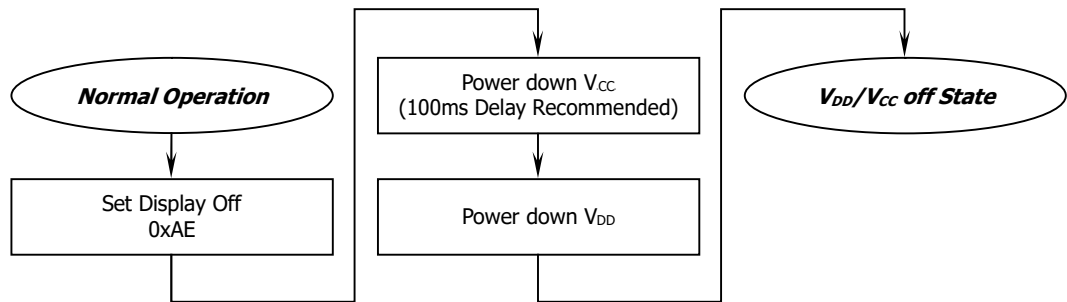 Normal Operation
Set Display Off
0xAE
Power down VCC
(100ms Delay Recommended)
Power down VDD
VDD/VCC off State